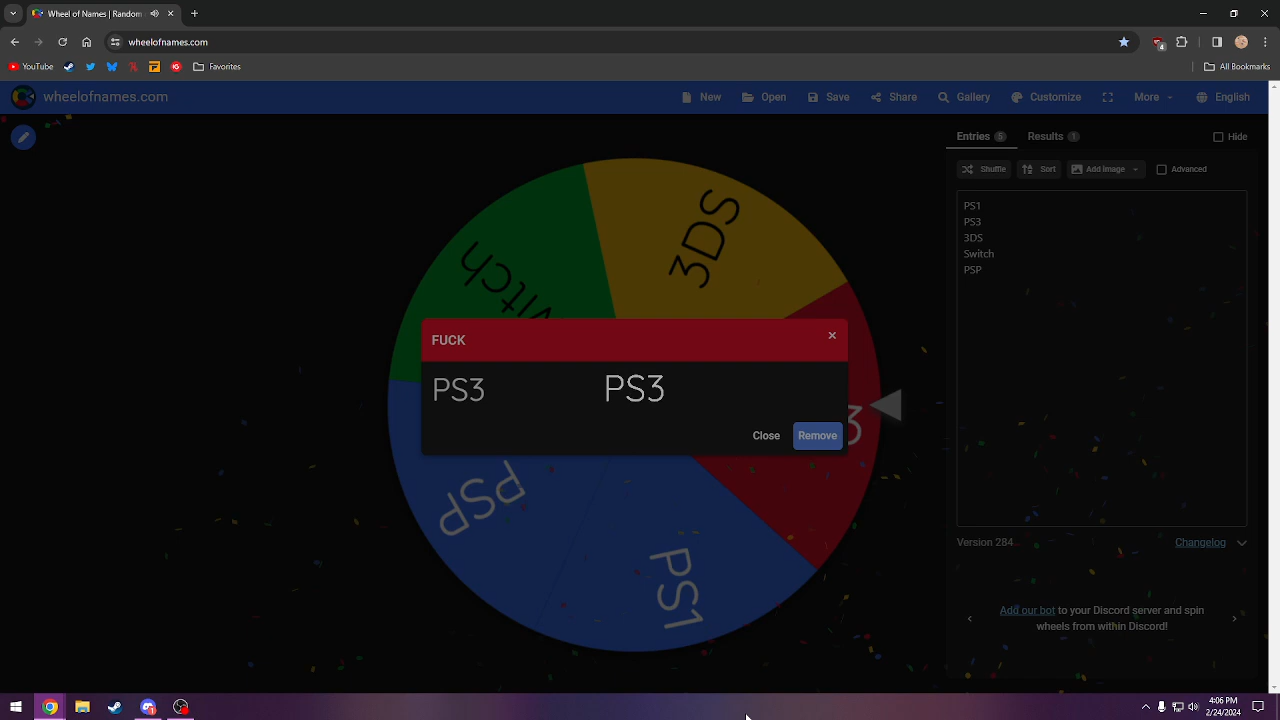 Wheel of Names | Random
wheelofnames.com
4
YouTube
Favorites
All Bookmarks
wheelofnames.com
New
Open
Save
Share
Gallery
Customize
More
English
Entries 5
Results 1
Hide
Shuffle
Sort
Add image
Advanced
PS1
PS3
3DS
Switch
PSP
3DS
witch
3
PSP
PS1
FUCK
PS3
PS3
Close
Remove
Version 284
Changelog
Add our bot to your Discord server and spin
wheels from within Discord!
4:06 PM
2/24/2024